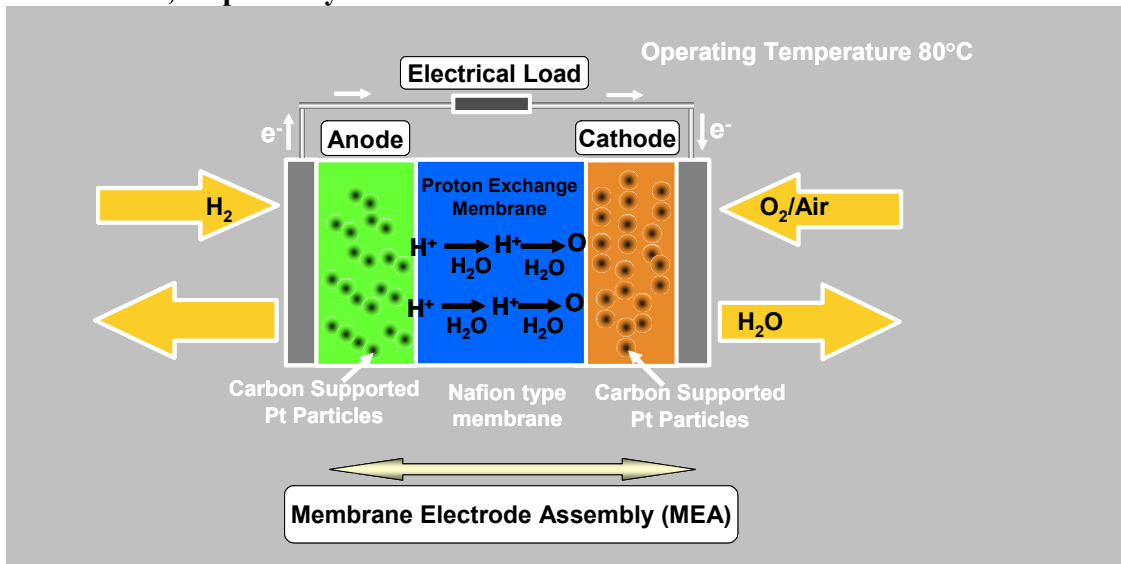 Operating Temperature 80°C
Electrical Load
e-
Anode
Cathode
e-
Proton Exchange
Membrane
H2
O2/Air
H+ H+ O
H2O H2O
H+ H+ O
H2O H2O
H2O
Carbon Supported
Pt Particles
Nafion type
membrane
Carbon Supported
Pt Particles
Membrane Electrode Assembly (MEA)